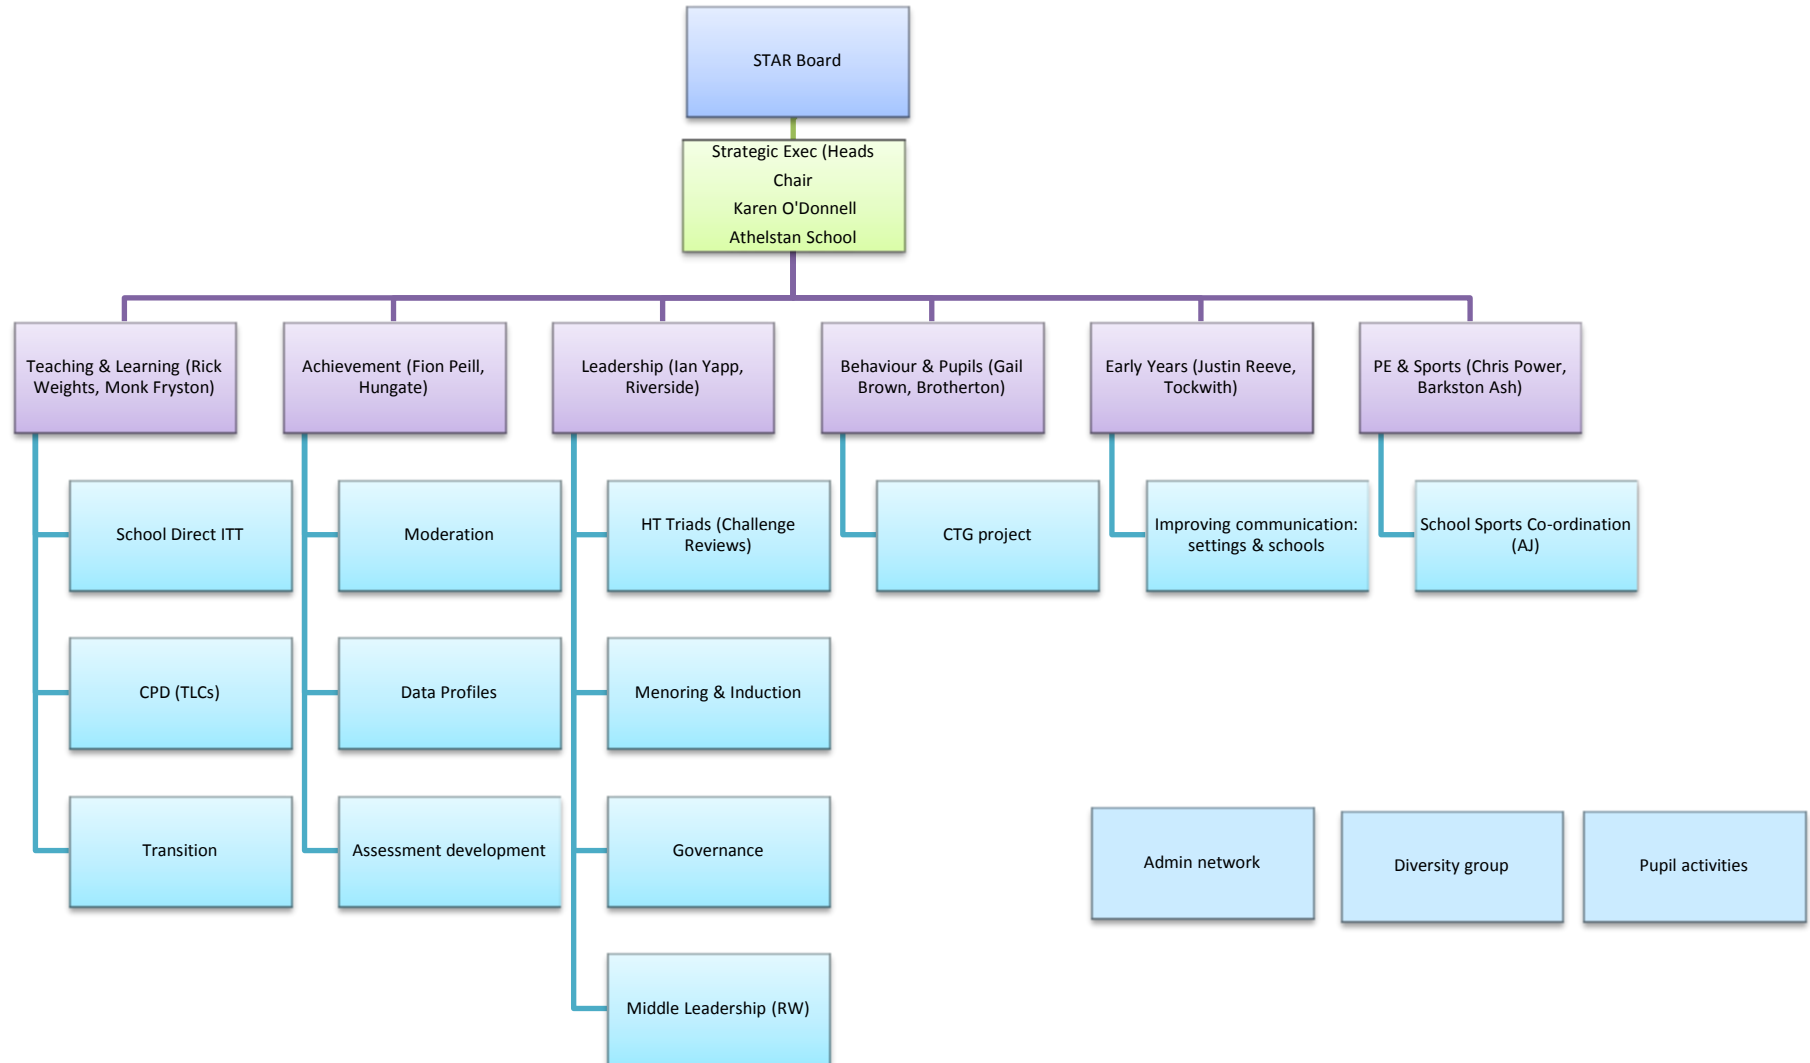 STAR Board
Strategic Exec (Heads
Chair
Karen O'Donnell
Athelstan School
Teaching & Learning (Rick
Weights, Monk Fryston)
Achievement (Fion Peill,
Hungate)
Leadership (Ian Yapp,
Riverside)
Behaviour & Pupils (Gail
Brown, Brotherton)
Early Years (Justin Reeve,
Tockwith)
PE & Sports (Chris Power,
Barkston Ash)
School Direct ITT
Moderation
HT Triads (Challenge
Reviews)
CTG project
Improving communication:
settings & schools
School Sports Co-ordination
(AJ)
CPD (TLCs)
Data Profiles
Menoring & Induction
Transition
Assessment development
Governance
Admin network
Diversity group
Pupil activities
Middle Leadership (RW)